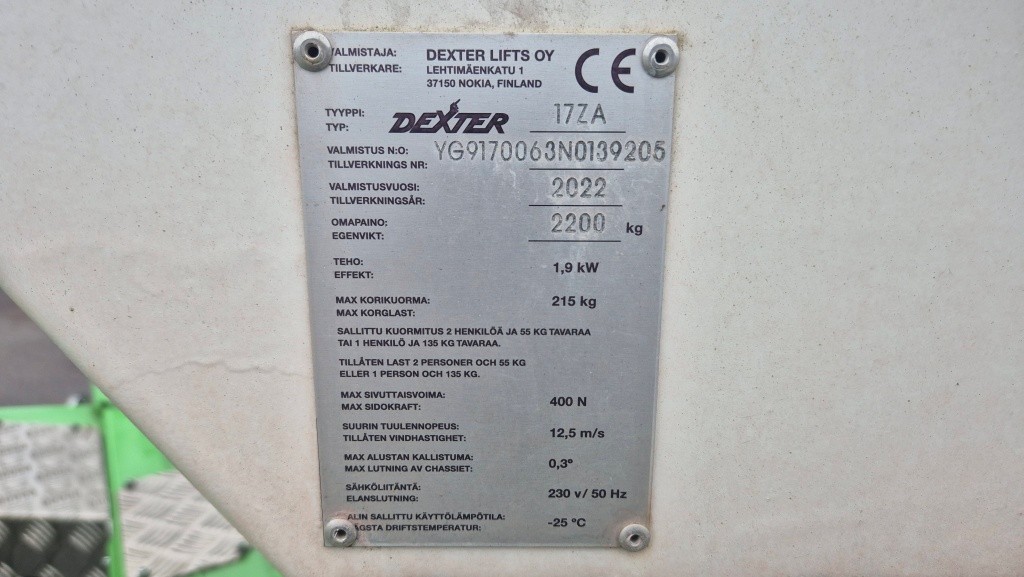 VALMISTAJA: DEXTER LIFTS OY CE
TILLVERKARE: LEHTIMÄENKATU 1
37150 NOKIA, FINLAND
TYYPPI: DEXTER 17ZA
TYP:
VALMISTUS N:O: YG9170063N0139205
TILLVERKNINGS NR:
VALMISTUSVUOSI: 2022
TILLVERKNINGSÅR:
OMAPAINO: 2200 kg
EGENVIKT:
TEHO: 1,9 kW
EFFEKT:
MAX KORIKUORMA: 215 kg
MAX KORGLAST:
SALLITTU KUORMITUS 2 HENKILÖÄ JA 55 KG TAVARAA
TAI 1 HENKILÖ JA 135 KG TAVARAA.
TILLÅTEN LAST 2 PERSONER OCH 55 KG
ELLER 1 PERSON OCH 135 KG.
MAX SIVUTTAISVOIMA: 400 N
MAX SIDOKRAFT:
SUURIN TUULENNOPEUS: 12,5 m/s
TILLÅTEN VINDHASTIGHET:
MAX ALUSTAN KALLISTUMA: 0,3°
MAX LUTNING AV CHASSIET:
SÄHKÖLIITÄNTÄ: 230 v/ 50 Hz
ELANSLUTNING:
ALIN SALLITTU KÄYTTÖLÄMPÖTILA: -25 °C
LÄGSTA DRIFTSTEMPERATUR: